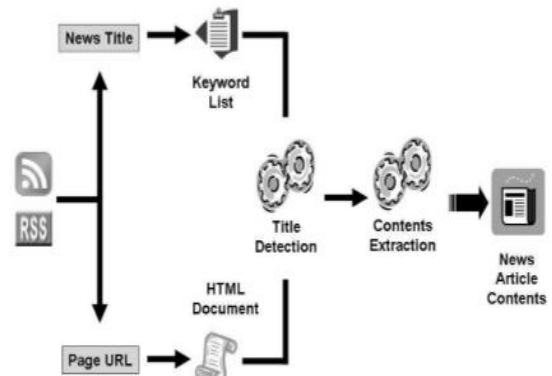 News Title
Keyword
List
RSS
Title
Detection
Contents
Extraction
News
Article
Contents
HTML
Document
Page URL